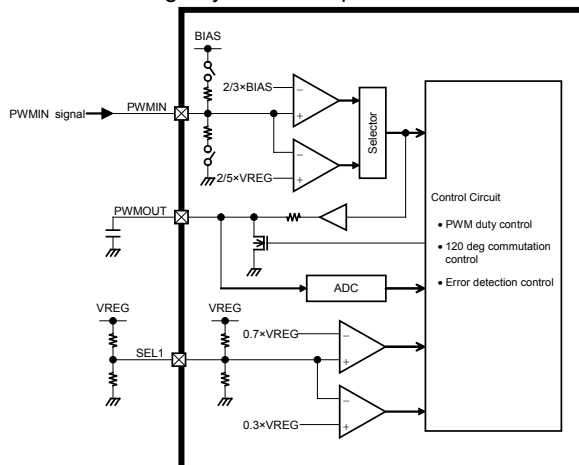 BIAS
2/3×BIAS
PWMIN signal
PWMIN
Selector
2/5×VREG
PWMOUT
ADC
Control Circuit
• PWM duty control
• 120 deg commutation
control
• Error detection control
VREG
VREG
SEL1
0.7×VREG
0.3×VREG